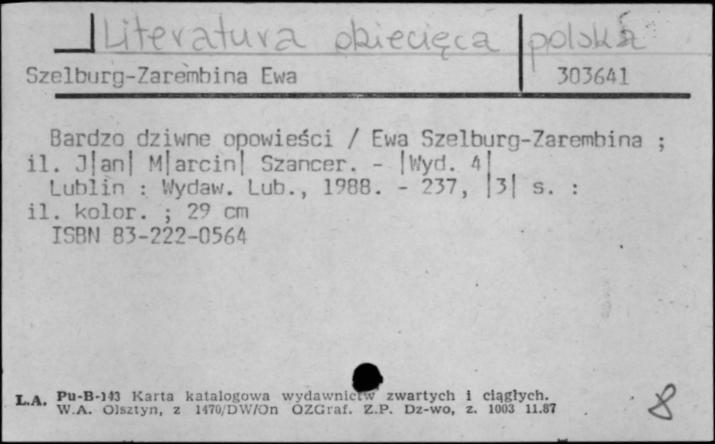 Literatura dziecięca polska
Szelburg-Zarembina Ewa 303641
Bardzo dziwne opowieści / Ewa Szelburg-Zarembina ;
il. J|an| M|arcin| Szancer. - |Wyd. 4|
Lublin : Wydaw. Lub., 1988. - 237, |3| s. :
il. kolor. ; 29 cm
ISBN 83-222-0564
L.A. Pu-B-143 Karta katalogowa wydawnictw zwartych i ciągłych.
W.A. Olsztyn, z 1470/DW/On OZGraf. Z.P. Dz-wo, z. 1003 11.87
8